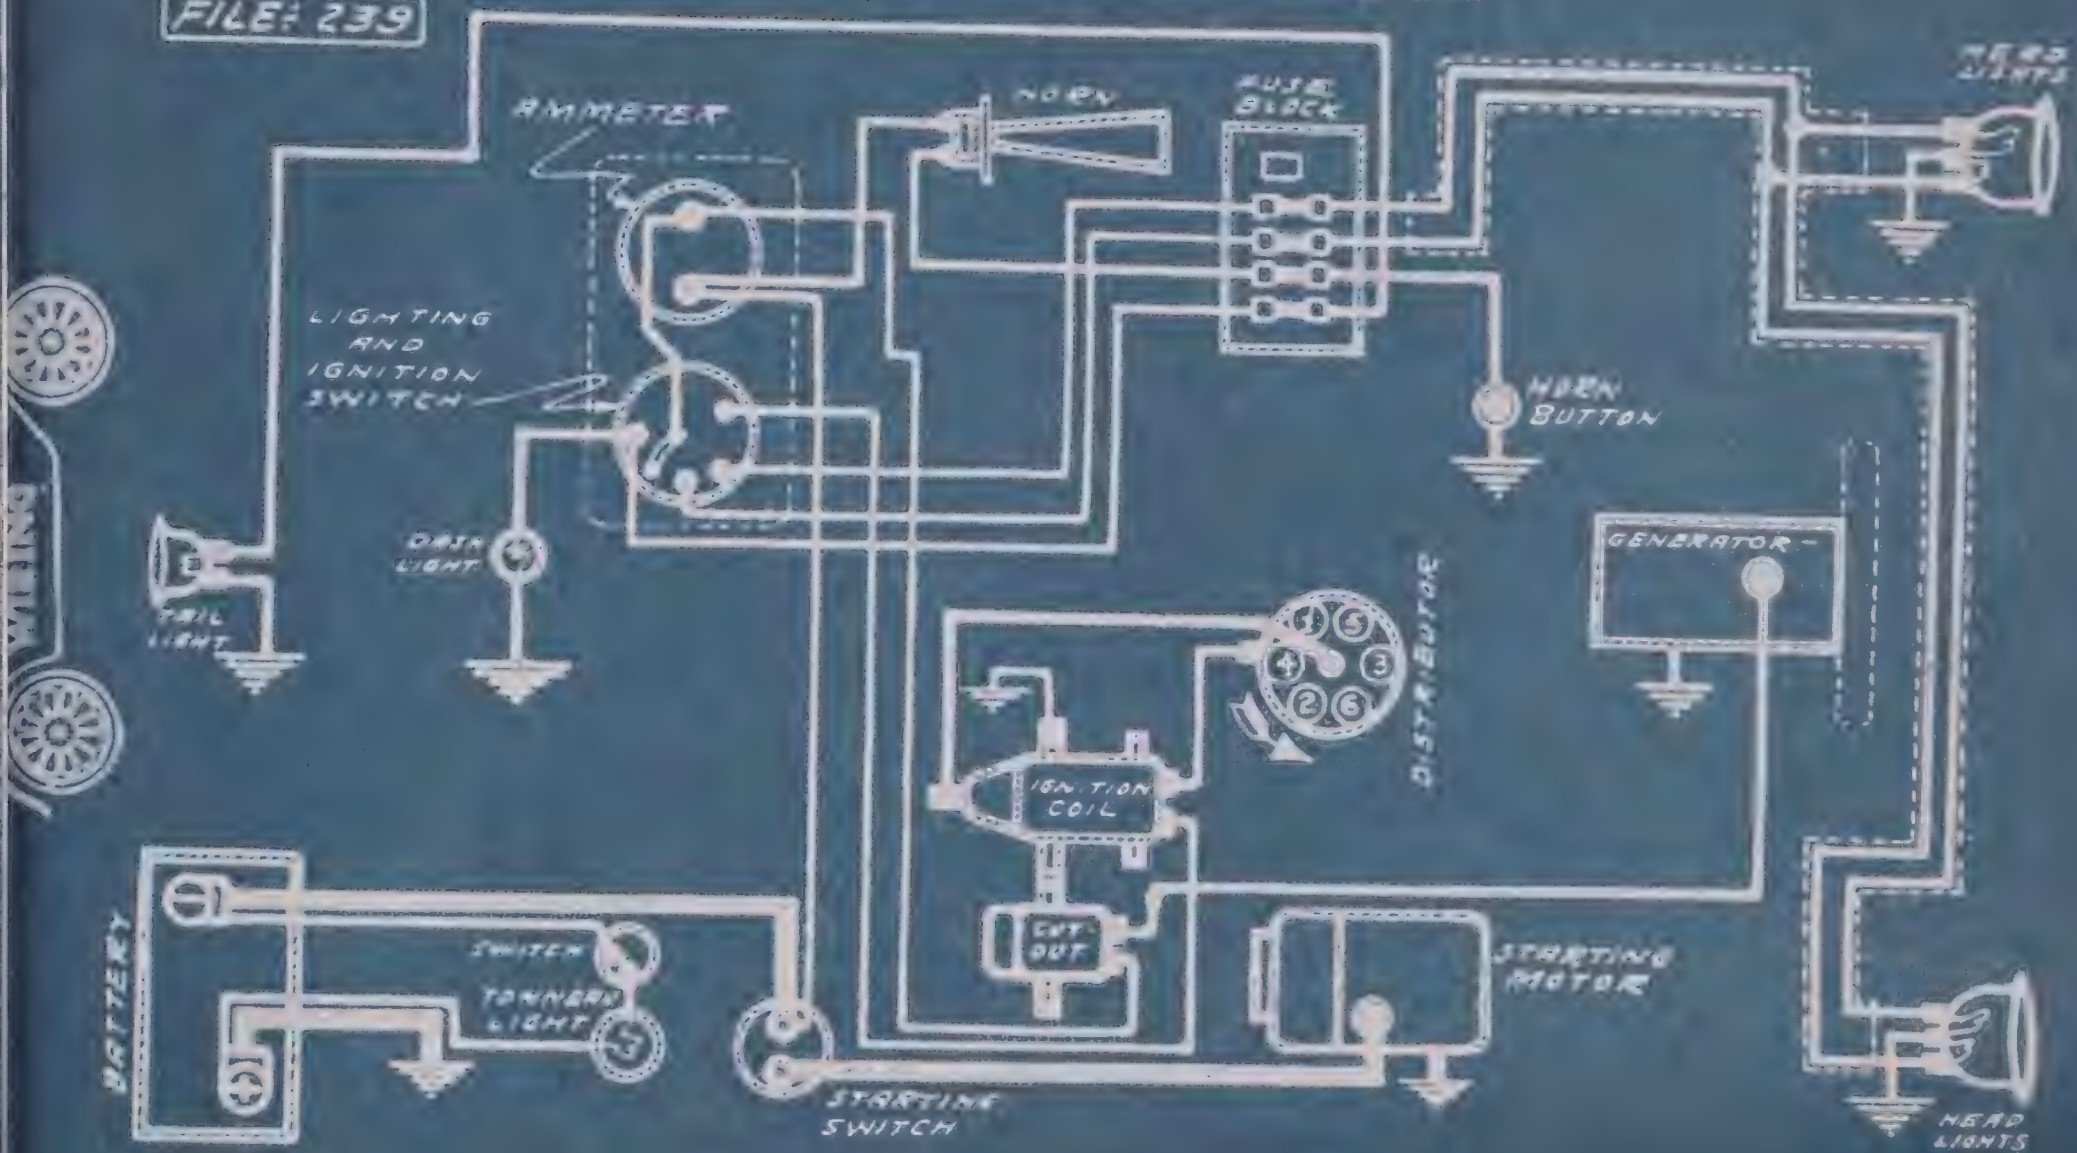 FILE: 239
HEAD
LIGHTS
AMMETER
HORN
FUSE
BLOCK
LIGHTING
AND
IGNITION
SWITCH
HORN
BUTTON
WIRING
DASH
LIGHT
GENERATOR -
TAIL
LIGHT
DISTRIBUTOR
1
5
4
3
2
6
IGNITION
COIL
BATTERY
SWITCH
CUT-
OUT
STARTING
MOTOR
TONNEAU
LIGHT
STARTING
SWITCH
HEAD
LIGHTS